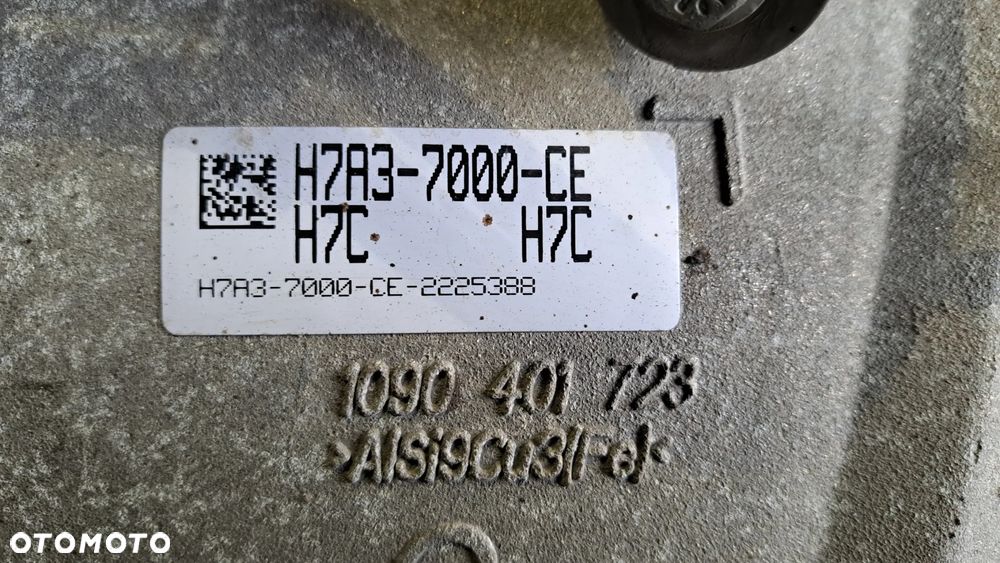 H7A3-7000-CE
H7C H7C
H7A3-7000-CE-2225388
1090 401 723
>AlSi9Cu3(Fe)<
OTOMOTO